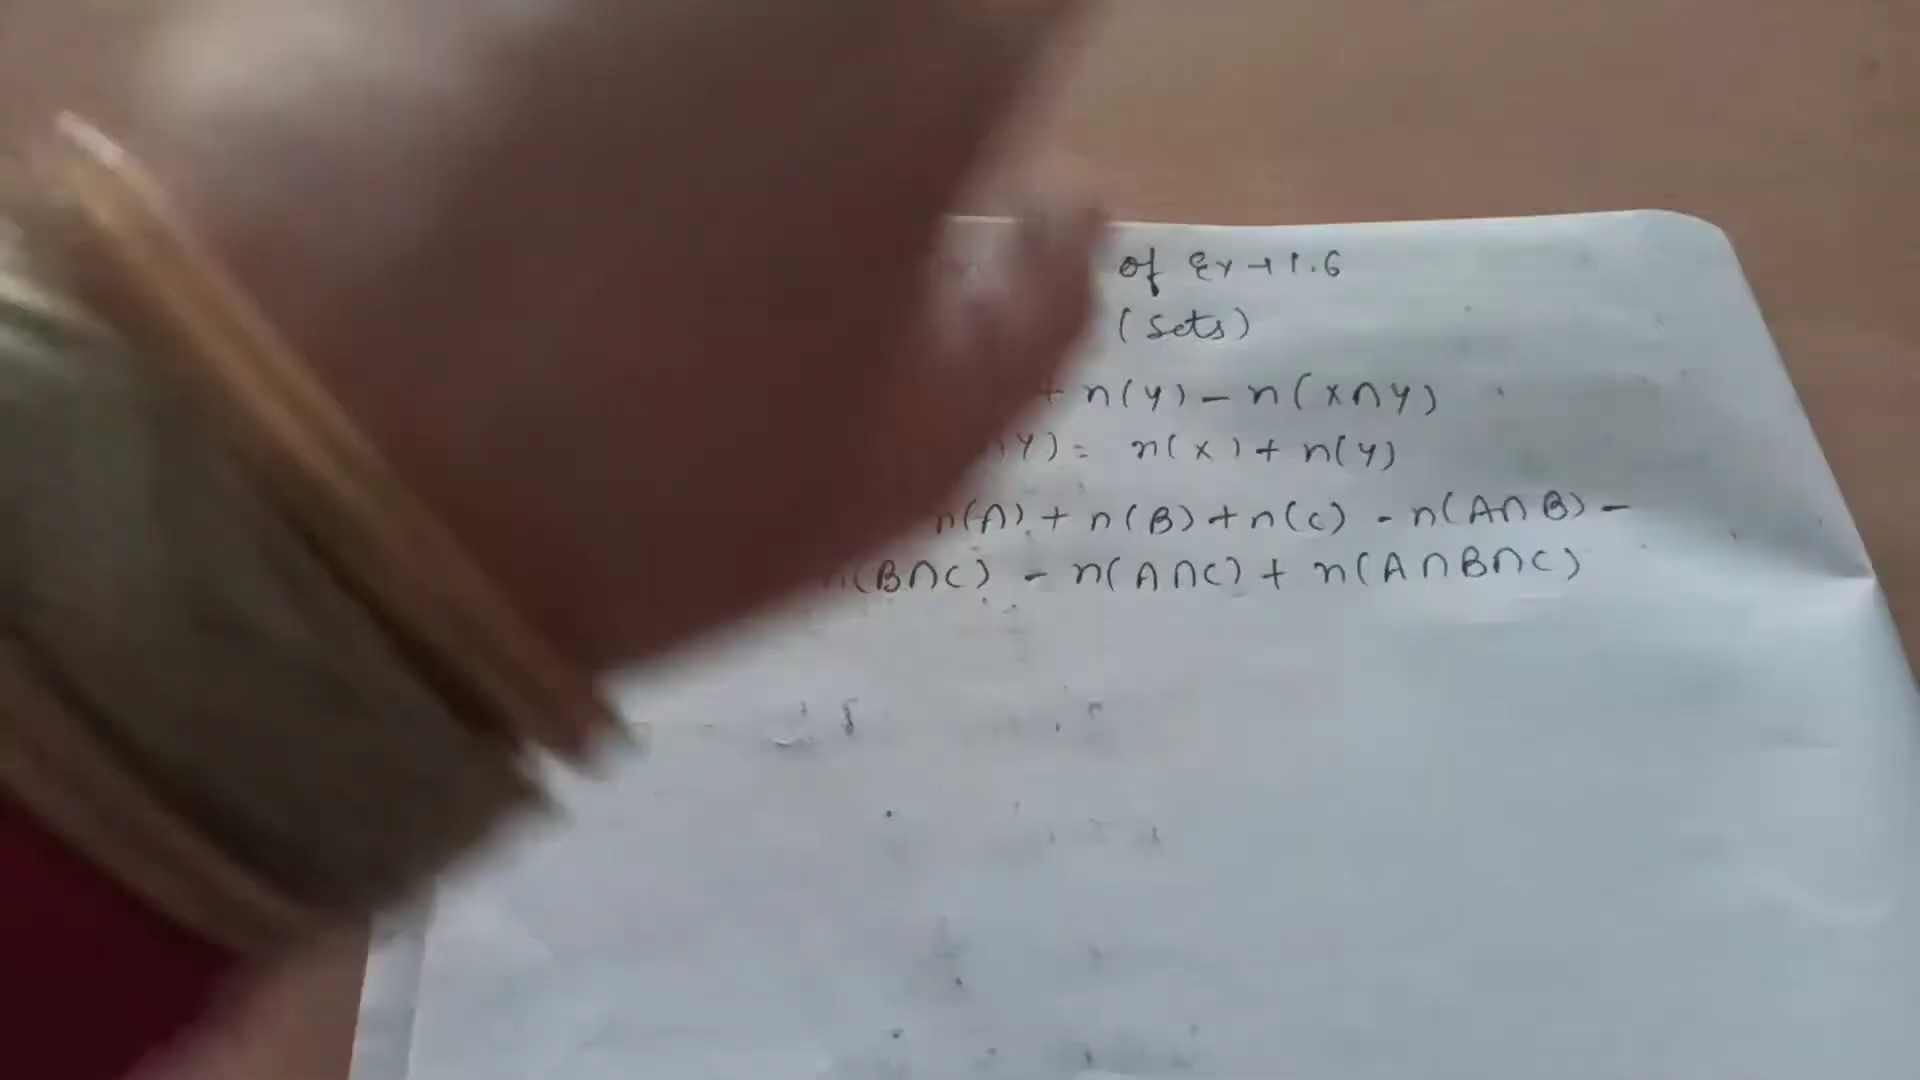 of Ex → 1.6
(Sets)
+ n(y) - n(x∩y)
y) = n(x) + n(y)
n(A) + n(B) + n(C) - n(A∩B) -
n(B∩C) - n(A∩C) + n(A∩B∩C)